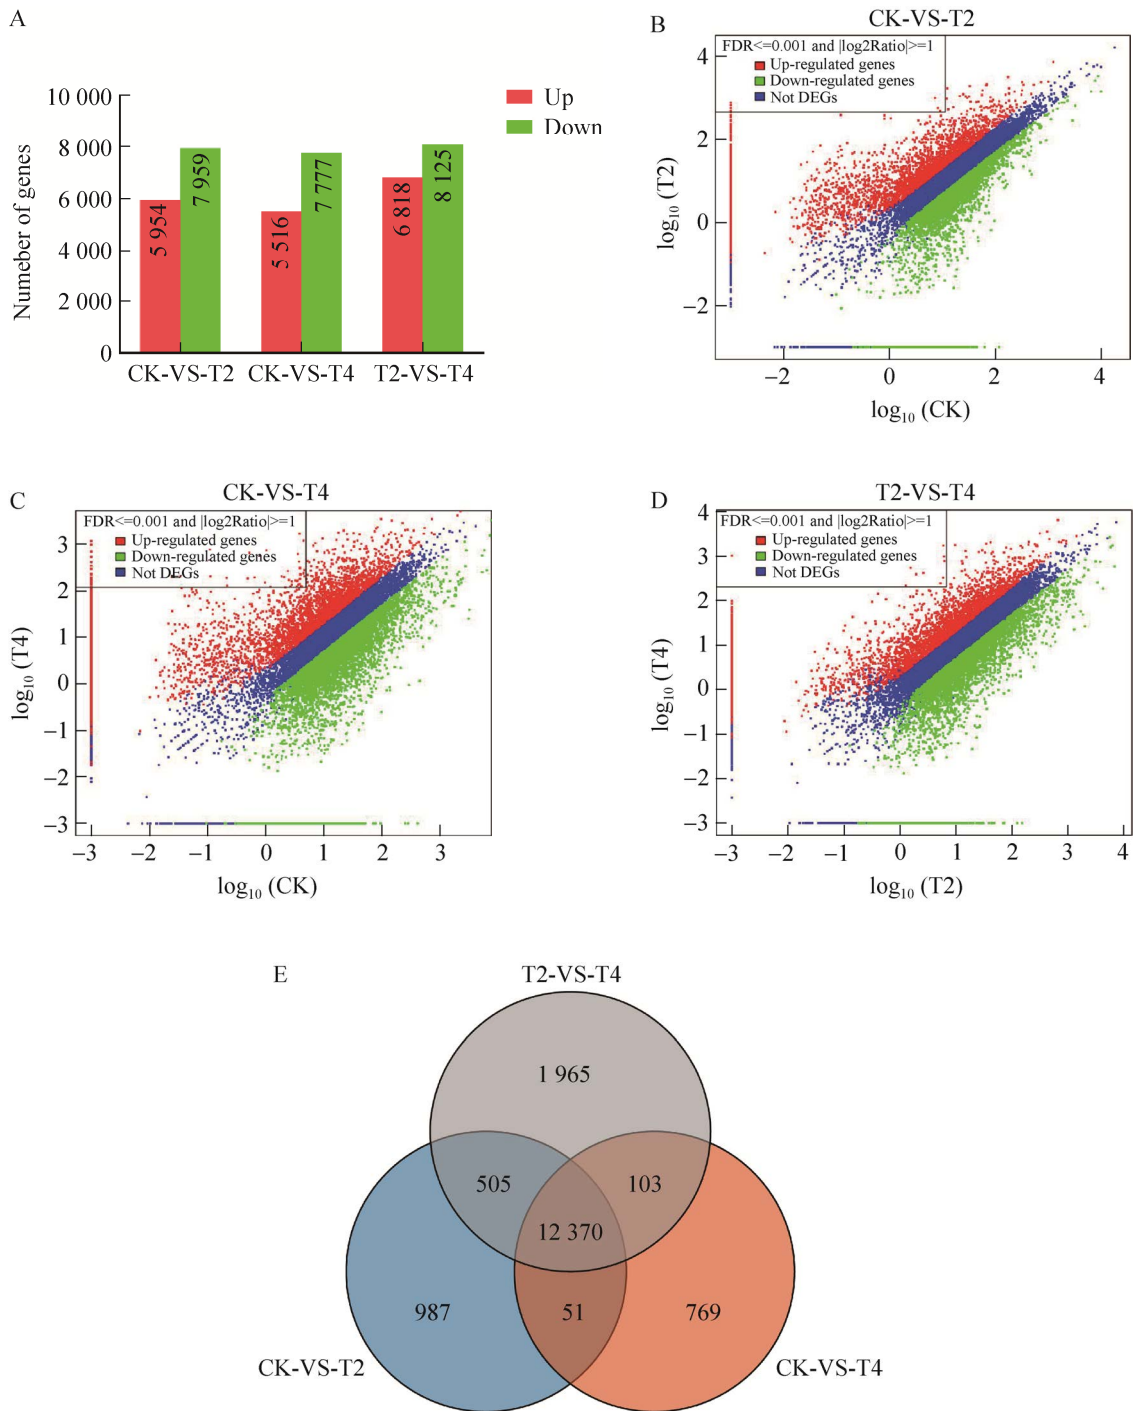 A
Numeber of genes
10 000
8 000
6 000
4 000
2 000
0
5 954
7 959
5 516
7 777
6 818
8 125
CK-VS-T2
CK-VS-T4
T2-VS-T4
Up
Down
B
CK-VS-T2
FDR<=0.001 and |log2Ratio|>=1
Up-regulated genes
Down-regulated genes
Not DEGs
log10 (T2)
4
2
0
−2
−2
0
2
4
log10 (CK)
C
CK-VS-T4
FDR<=0.001 and |log2Ratio|>=1
Up-regulated genes
Down-regulated genes
Not DEGs
log10 (T4)
3
2
1
0
−1
−2
−3
−3
−2
−1
0
1
2
3
log10 (CK)
D
T2-VS-T4
FDR<=0.001 and |log2Ratio|>=1
Up-regulated genes
Down-regulated genes
Not DEGs
log10 (T4)
4
3
2
1
0
−1
−2
−3
−3
−2
−1
0
1
2
3
4
log10 (T2)
E
T2-VS-T4
1 965
505
103
12 370
987
51
769
CK-VS-T2
CK-VS-T4